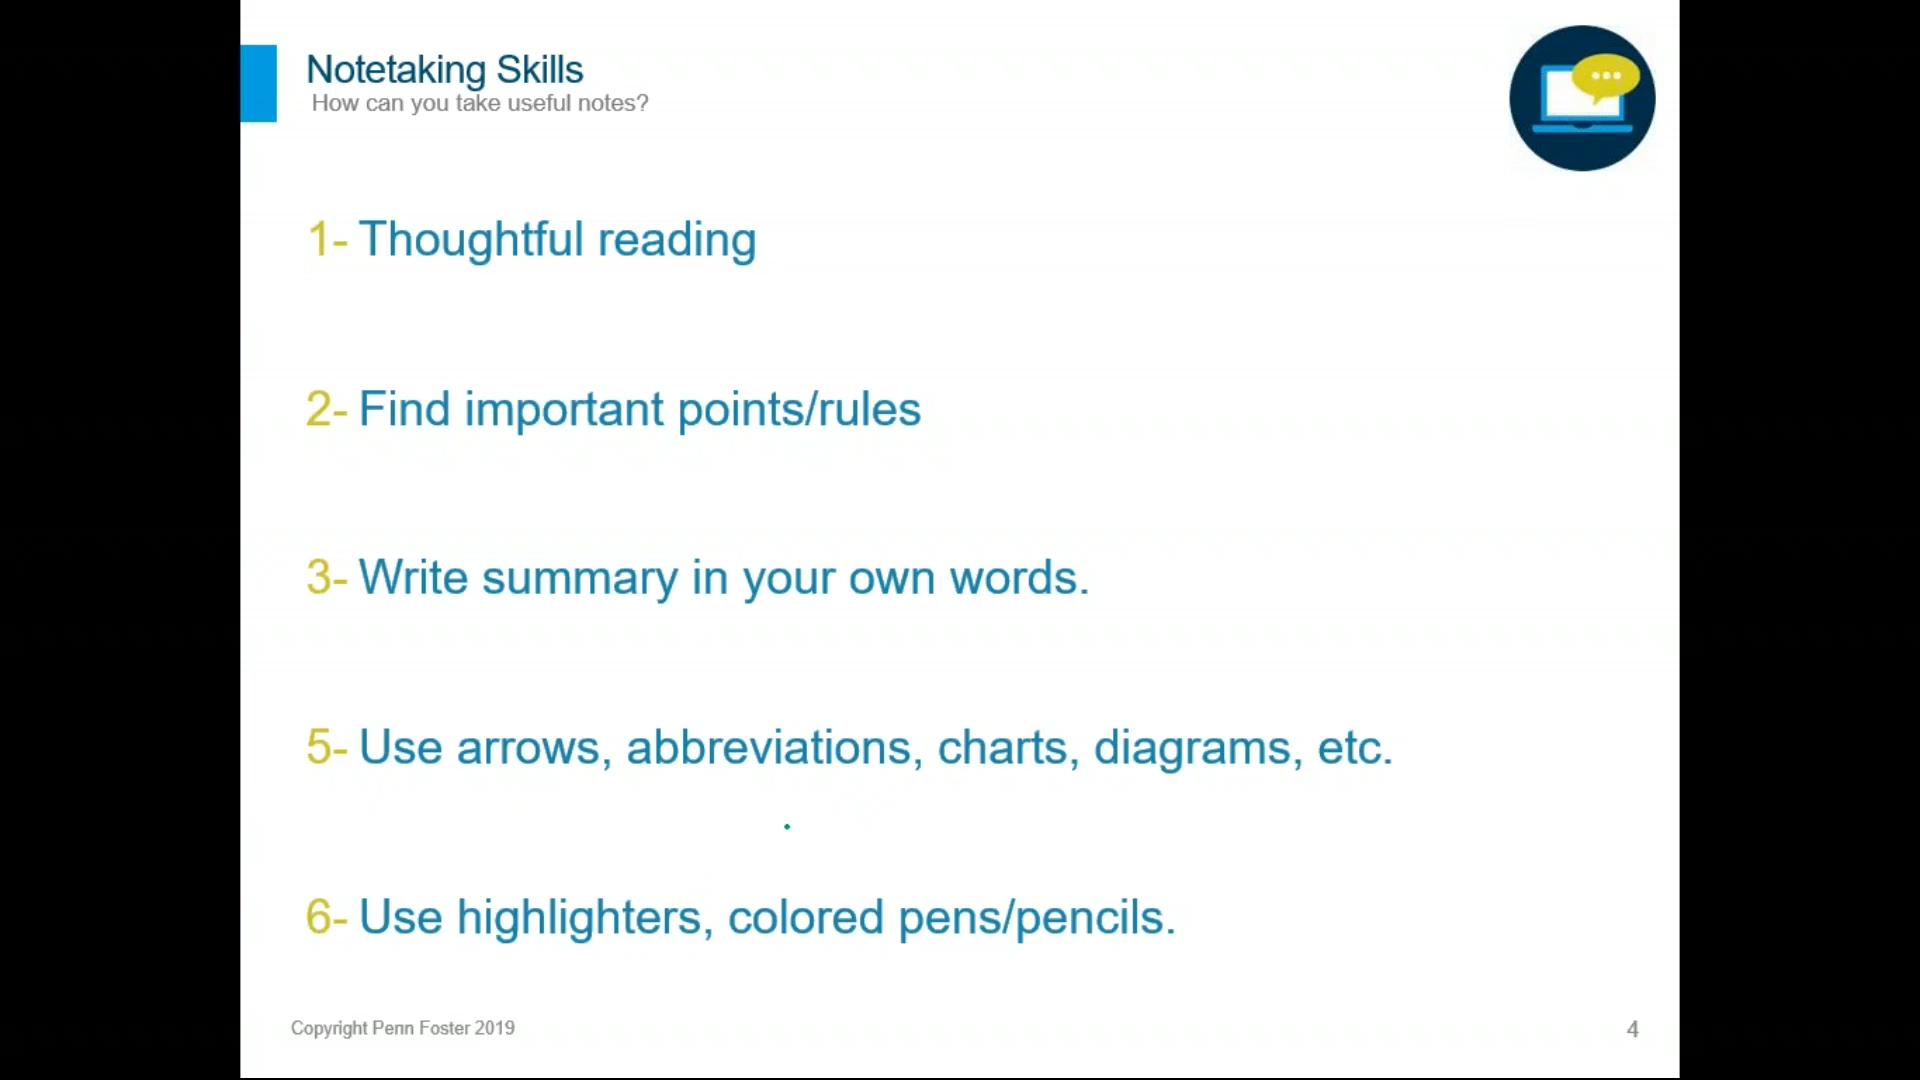 Notetaking Skills
How can you take useful notes?
1- Thoughtful reading
2- Find important points/rules
3- Write summary in your own words.
5- Use arrows, abbreviations, charts, diagrams, etc.
6- Use highlighters, colored pens/pencils.
Copyright Penn Foster 2019
4